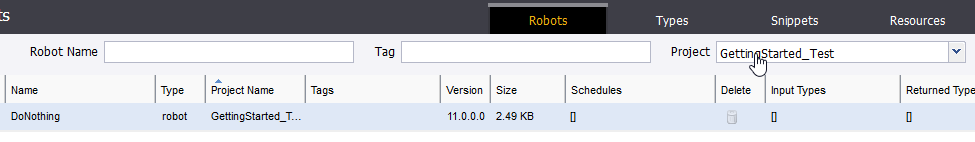 ts Robots Types Snippets Resources
Robot Name Tag Project GettingStarted_Test
Name Type Project Name Tags Version Size Schedules Delete Input Types Returned Type
DoNothing robot GettingStarted_T... 11.0.0.0 2.49 KB [] [] []